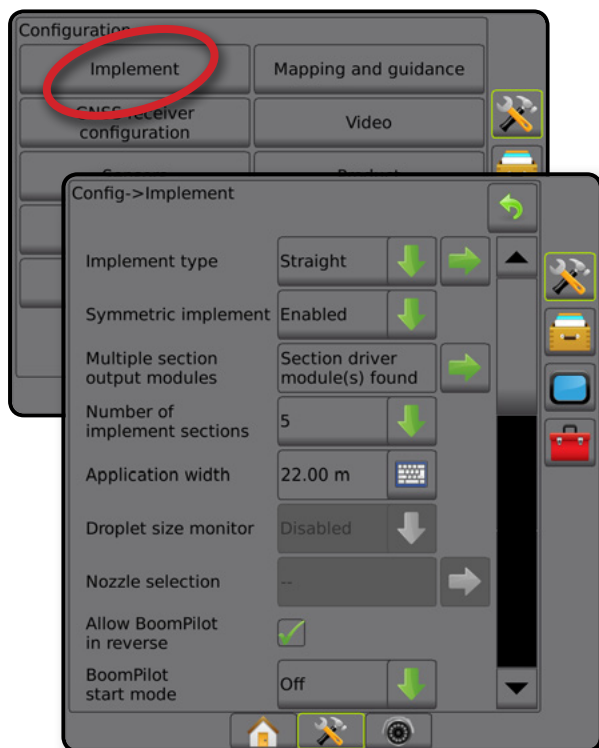 Configuration
Implement
Mapping and guidance
GNSS receiver
configuration
Video
Config->Implement
Implement type
Straight
Symmetric implement
Enabled
Multiple section
output modules
Section driver
module(s) found
Number of
implement sections
5
Application width
22.00 m
Droplet size monitor
Disabled
Nozzle selection
--
Allow BoomPilot
in reverse
BoomPilot
start mode
Off